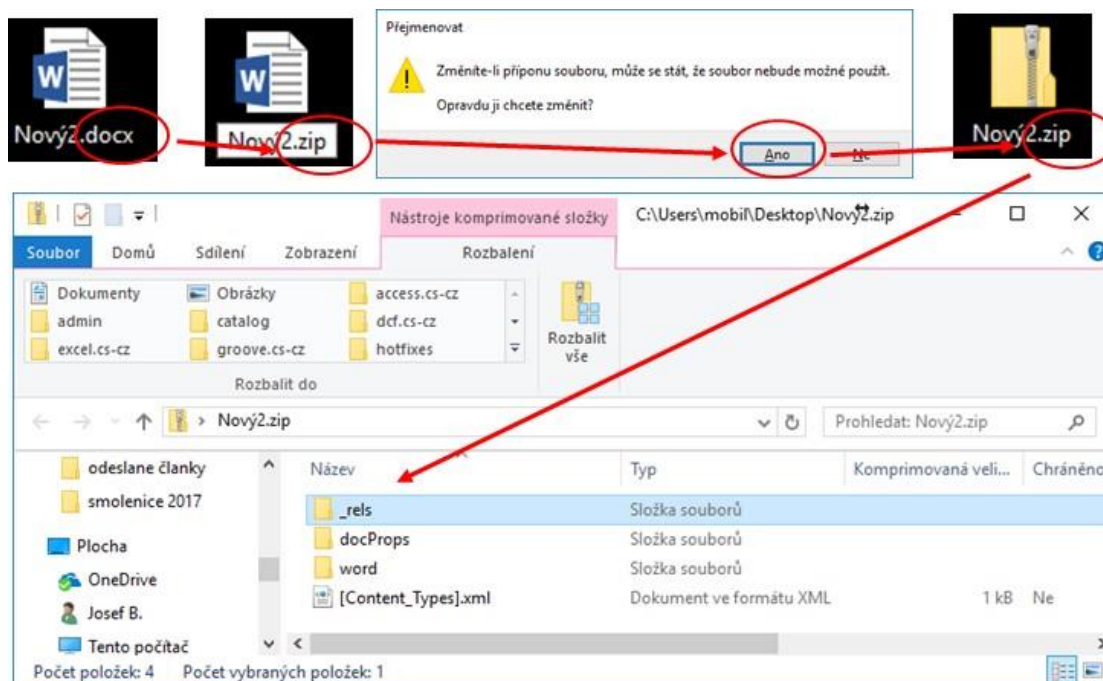 Nový2.docx
Nový2.zip
Přejmenovat
Změníte-li příponu souboru, může se stát, že soubor nebude možné použít.
Opravdu ji chcete změnit?
Ano
Ne
Nový2.zip
Nástroje komprimované složky
C:\Users\mobil\Desktop\Nový2.zip
Soubor Domů Sdílení Zobrazení Rozbalení
Dokumenty Obrázky access.cs-cz
admin catalog dcf.cs-cz
excel.cs-cz groove.cs-cz hotfixes
Rozbalit vše
Rozbalit do
Nový2.zip
Prohledat: Nový2.zip
odeslane články
smolenice 2017
Plocha
OneDrive
Josef B.
Tento počítač
Název Typ Komprimovaná veli... Chráněno
_rels Složka souborů
docProps Složka souborů
word Složka souborů
[Content_Types].xml Dokument ve formátu XML 1 kB Ne
Počet položek: 4 Počet vybraných položek: 1